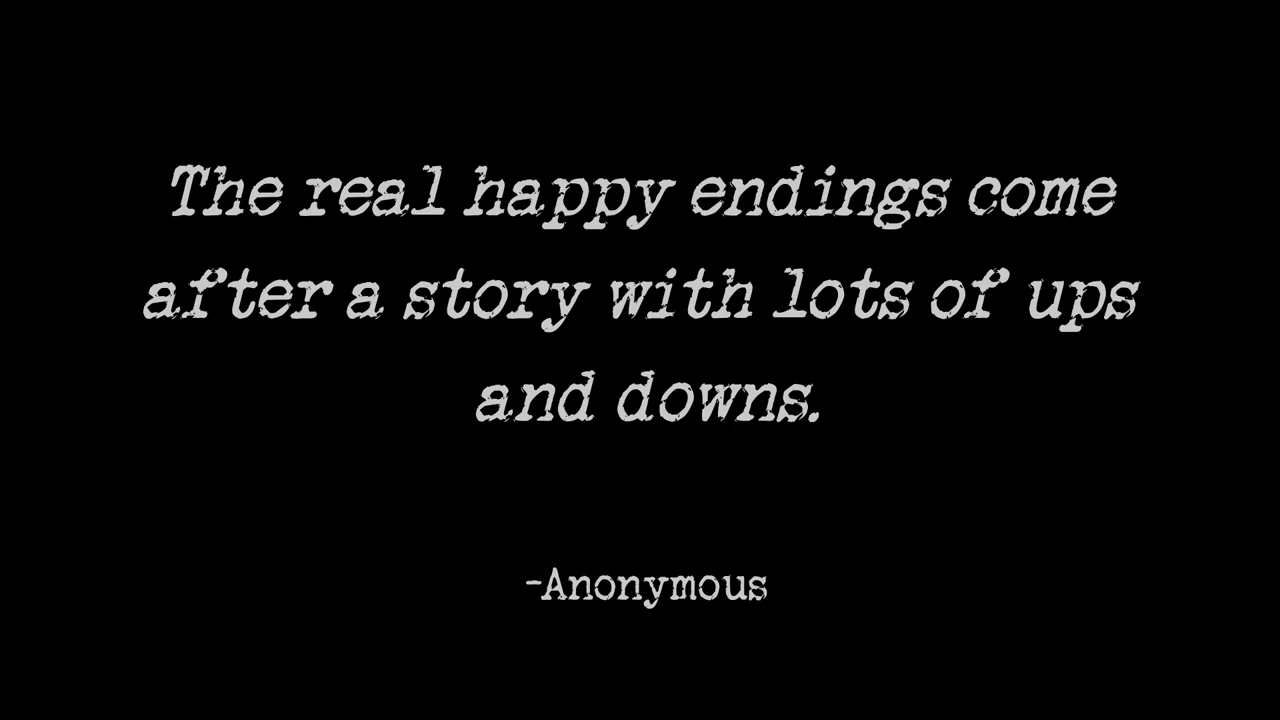 The real happy endings come
after a story with lots of ups
and downs.
-Anonymous